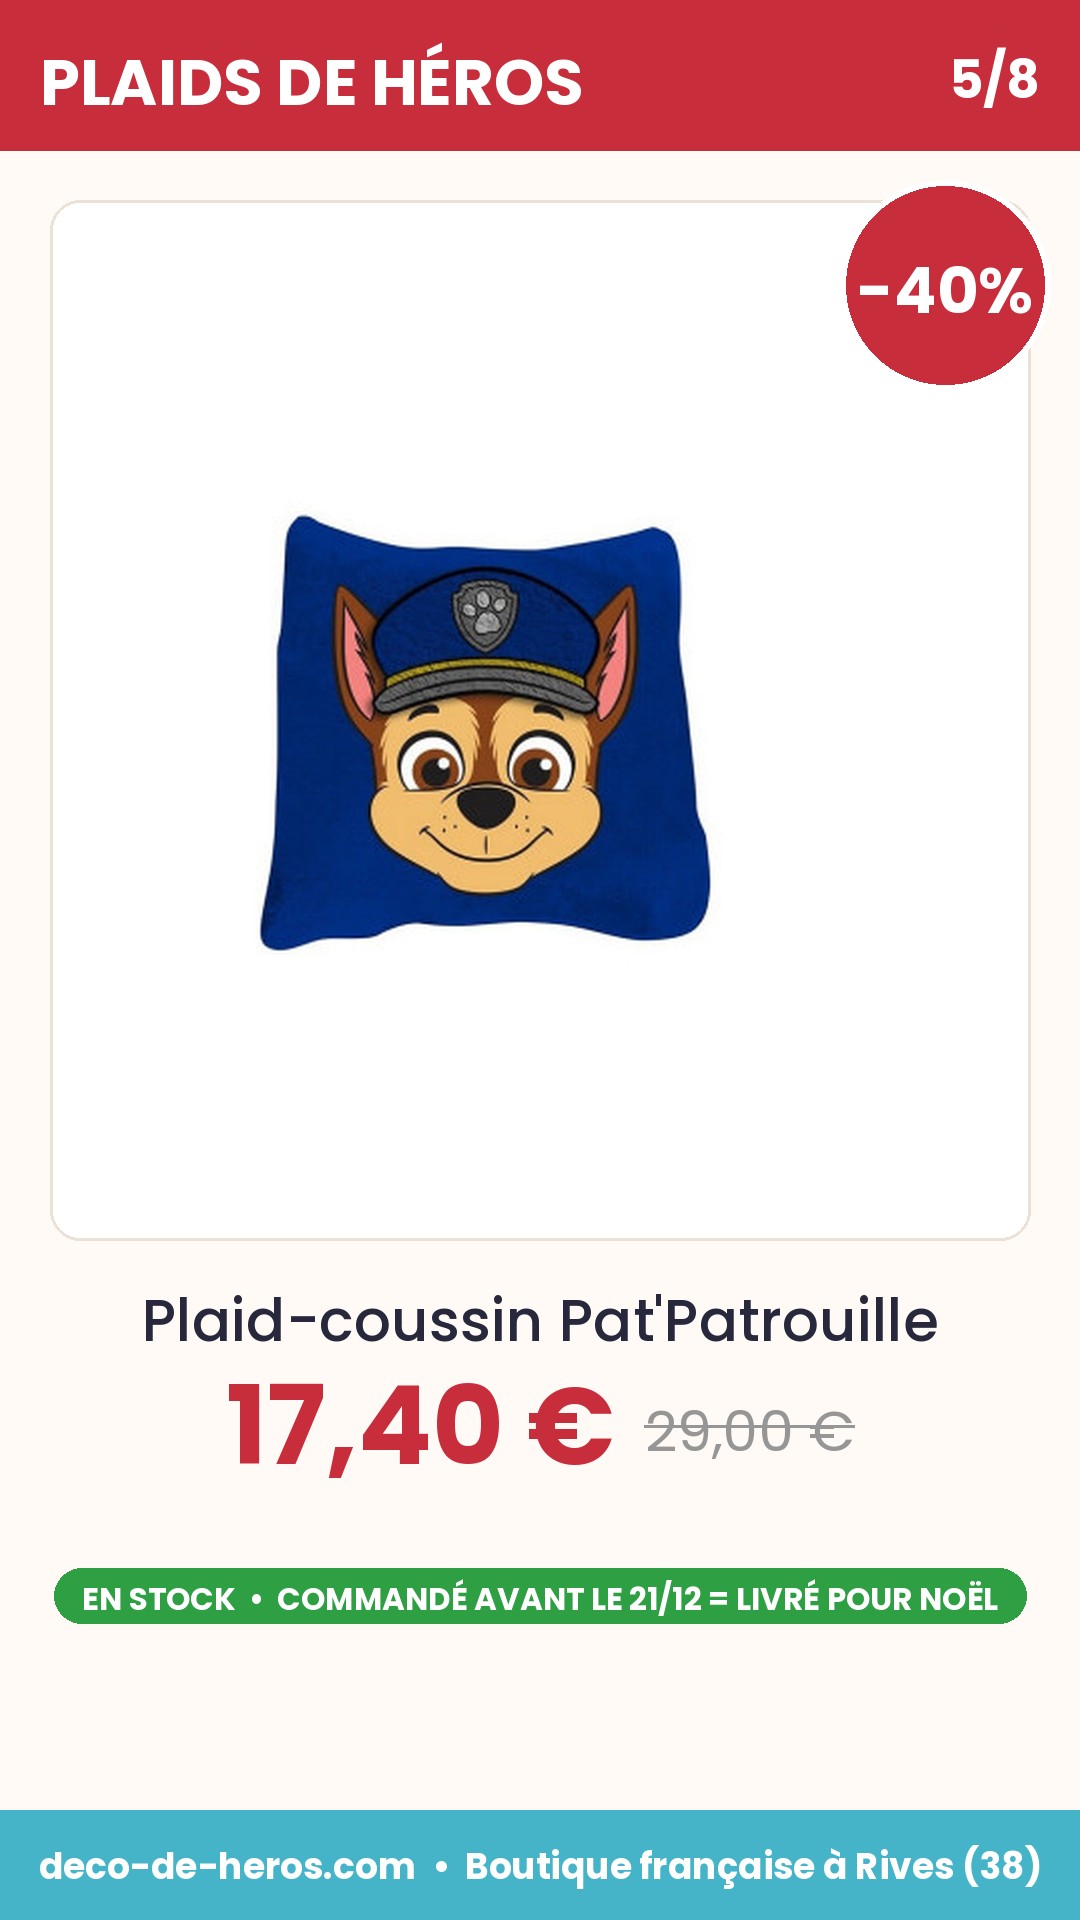 PLAIDS DE HÉROS
5/8
-40%
Plaid-coussin Pat'Patrouille
17,40 € 29,00 €
EN STOCK • COMMANDÉ AVANT LE 21/12 = LIVRÉ POUR NOËL
deco-de-heros.com • Boutique française à Rives (38)